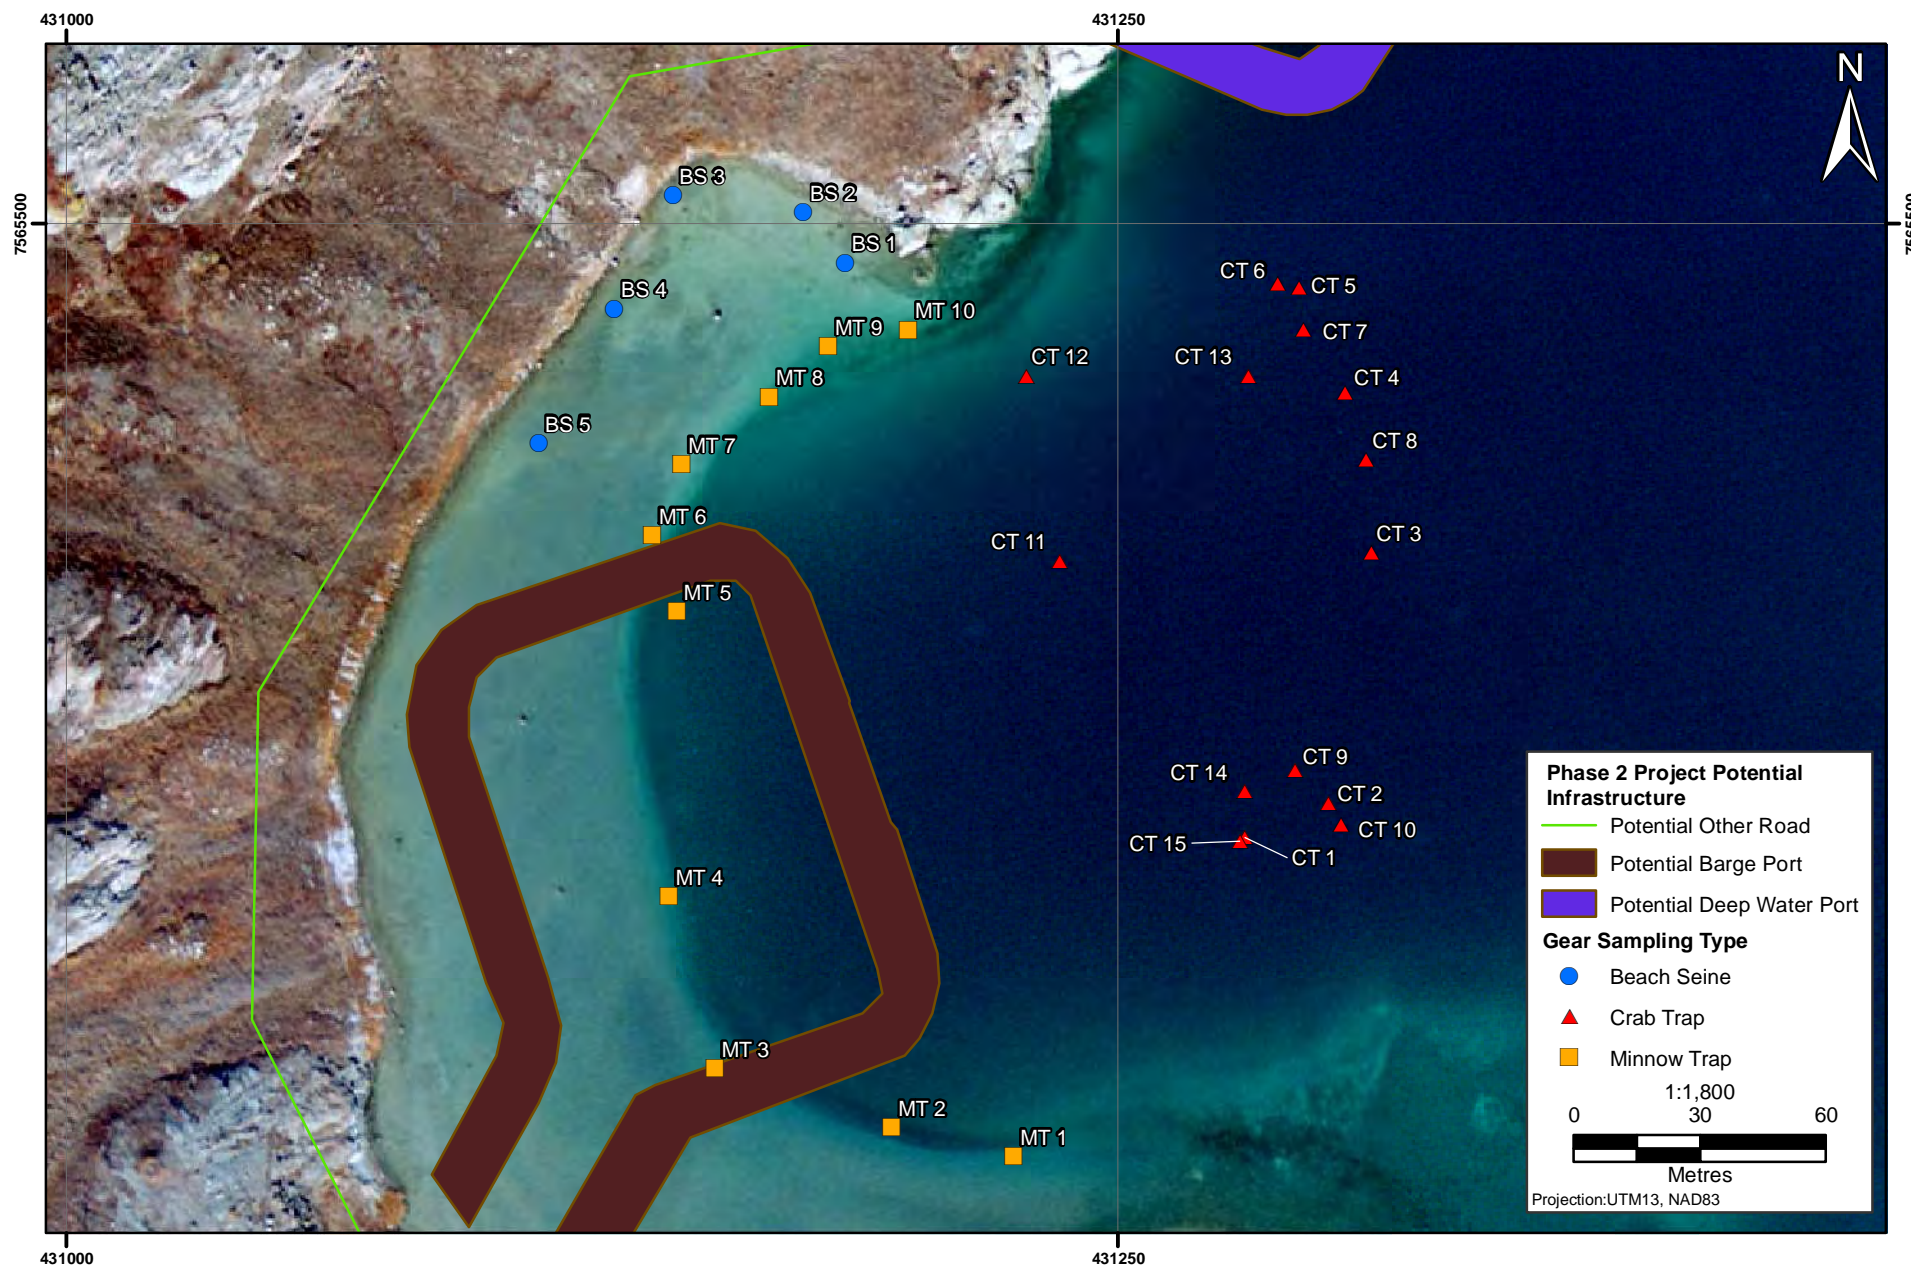 431000
431250
N
7565500
7565500
BS 3
BS 2
BS 1
BS 4
BS 5
MT 10
MT 9
MT 8
MT 7
MT 6
MT 5
MT 4
MT 3
MT 2
MT 1
CT 6
CT 5
CT 7
CT 12
CT 13
CT 4
CT 8
CT 11
CT 3
CT 9
CT 14
CT 2
CT 10
CT 15
CT 1
Phase 2 Project Potential
Infrastructure
Potential Other Road
Potential Barge Port
Potential Deep Water Port
Gear Sampling Type
Beach Seine
Crab Trap
Minnow Trap
1:1,800
0 30 60
Metres
Projection:UTM13, NAD83
431000
431250